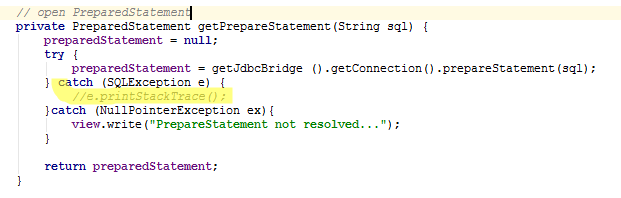 // open PreparedStatement
private PreparedStatement getPrepareStatement(String sql) {
preparedStatement = null;
try {
preparedStatement = getJdbcBridge ().getConnection().prepareStatement(sql);
} catch (SQLException e) {
//e.printStackTrace();
}catch (NullPointerException ex){
view.write("PrepareStatement not resolved...");
}
return preparedStatement;
}